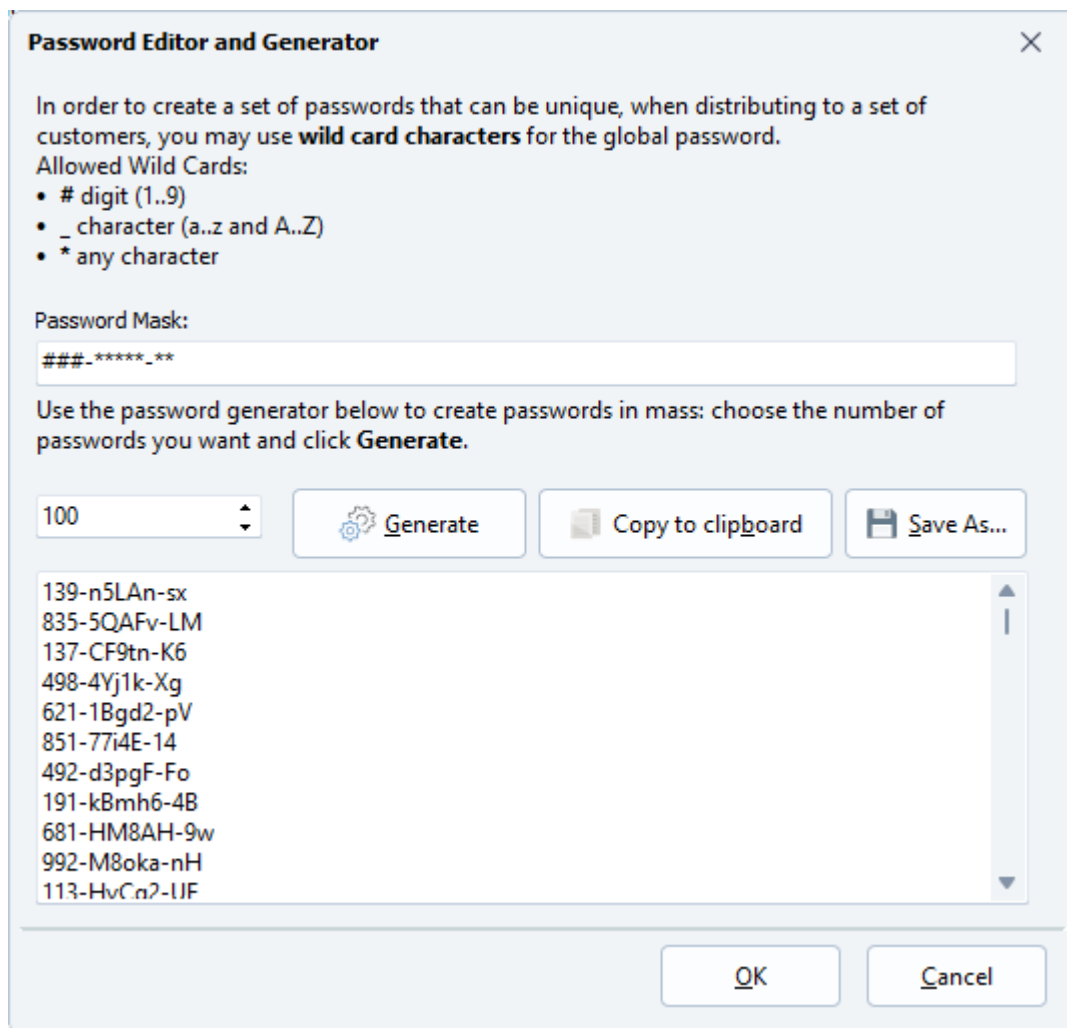 Password Editor and Generator
In order to create a set of passwords that can be unique, when distributing to a set of
customers, you may use wild card characters for the global password.
Allowed Wild Cards:
• # digit (1..9)
• _ character (a..z and A..Z)
• * any character
Password Mask:
###-*****-**
Use the password generator below to create passwords in mass: choose the number of
passwords you want and click Generate.
100 Generate Copy to clipboard Save As...
139-n5LAn-sx
835-5QAFv-LM
137-CF9tn-K6
498-4Yj1k-Xg
621-1Bgd2-pV
851-77i4E-14
492-d3pgF-Fo
191-kBmh6-4B
681-HM8AH-9w
992-M8oka-nH
OK Cancel